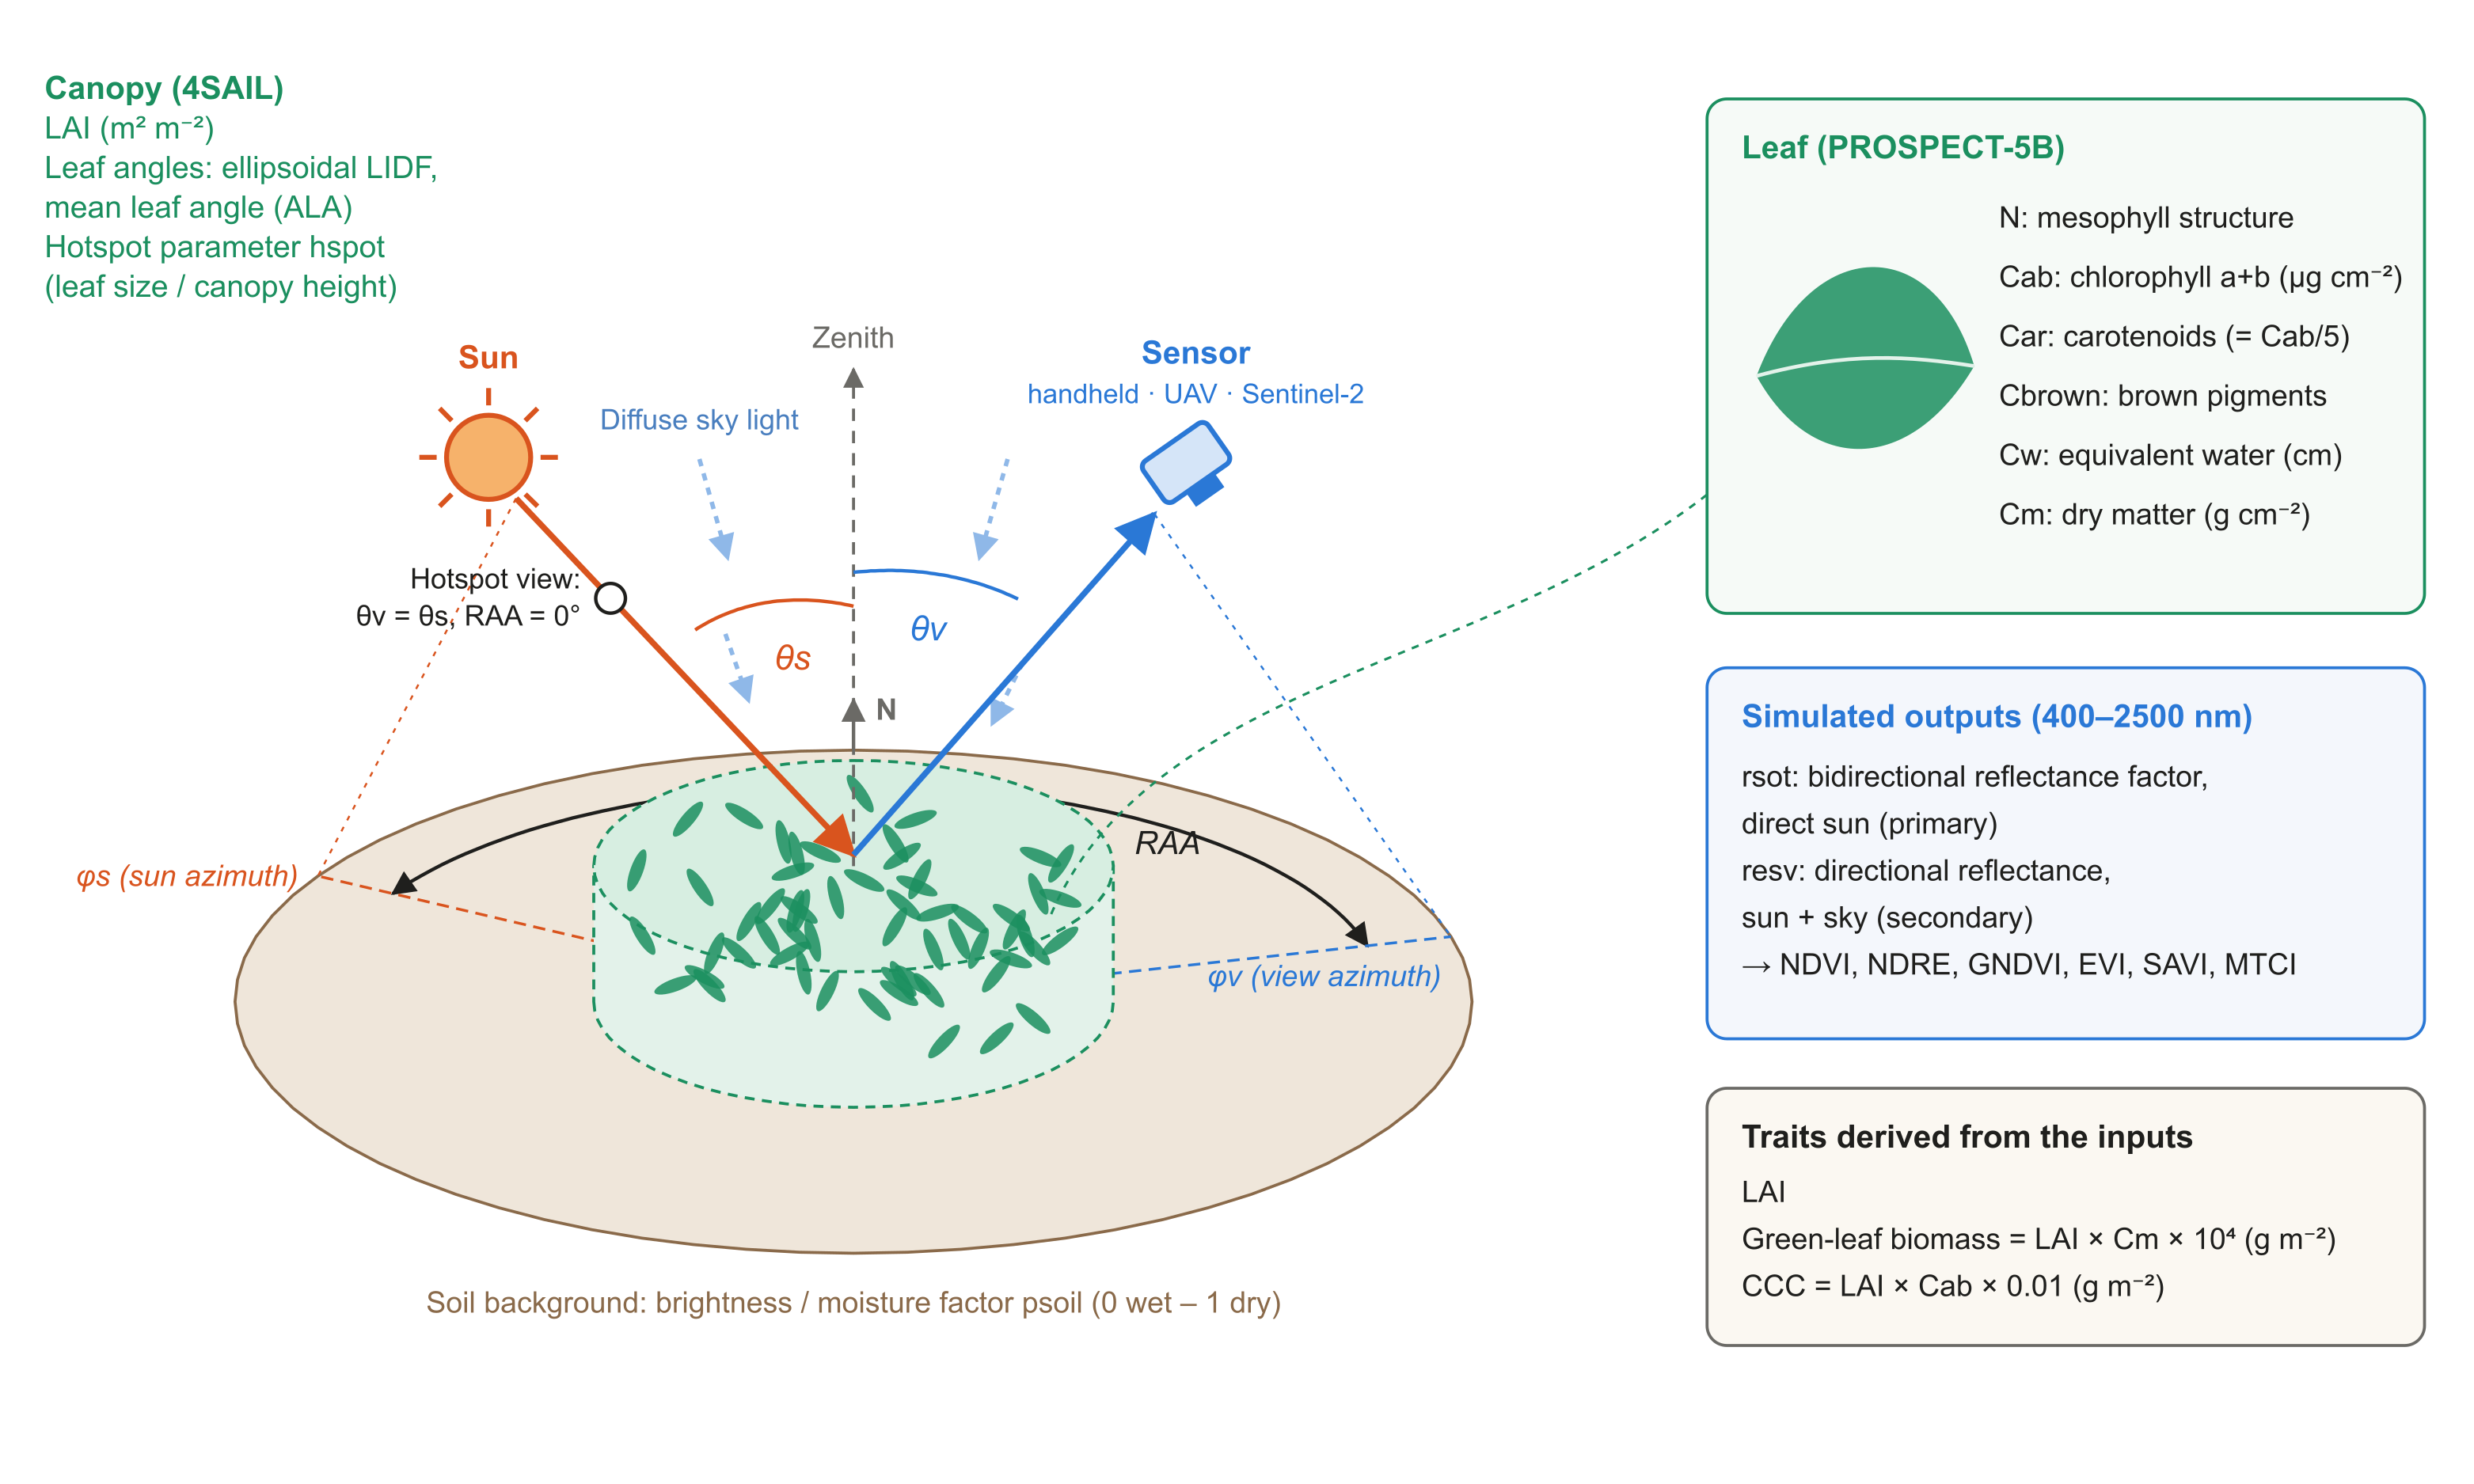 Canopy (4SAIL)
LAI (m² m⁻²)
Leaf angles: ellipsoidal LIDF,
mean leaf angle (ALA)
Hotspot parameter hspot
(leaf size / canopy height)
Zenith
Sun
Sensor
handheld · UAV · Sentinel-2
Diffuse sky light
Hotspot view:
θv = θs, RAA = 0°
θs
θv
N
RAA
φs (sun azimuth)
φv (view azimuth)
Soil background: brightness / moisture factor psoil (0 wet – 1 dry)
Leaf (PROSPECT-5B)
N: mesophyll structure
Cab: chlorophyll a+b (µg cm⁻²)
Car: carotenoids (= Cab/5)
Cbrown: brown pigments
Cw: equivalent water (cm)
Cm: dry matter (g cm⁻²)
Simulated outputs (400–2500 nm)
rsot: bidirectional reflectance factor,
direct sun (primary)
resv: directional reflectance,
sun + sky (secondary)
→ NDVI, NDRE, GNDVI, EVI, SAVI, MTCI
Traits derived from the inputs
LAI
Green-leaf biomass = LAI × Cm × 10⁴ (g m⁻²)
CCC = LAI × Cab × 0.01 (g m⁻²)